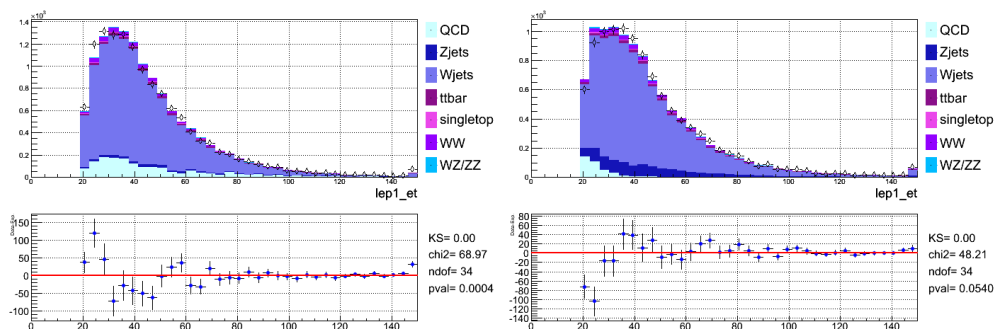 ×10³
1.4
1.2
1
0.8
0.6
0.4
0.2
0
0 20 40 60 80 100 120 140
lep1_et
QCD
Zjets
Wjets
ttbar
singletop
WW
WZ/ZZ
×10³
1
0.8
0.6
0.4
0.2
0
0 20 40 60 80 100 120 140
lep1_et
QCD
Zjets
Wjets
ttbar
singletop
WW
WZ/ZZ
Data-Exp
150
100
50
0
-50
-100
0 20 40 60 80 100 120 140
KS= 0.00
chi2= 68.97
ndof= 34
pval= 0.0004
Data-Exp
80
60
40
20
0
-20
-40
-60
-80
-100
-120
-140
0 20 40 60 80 100 120 140
KS= 0.00
chi2= 48.21
ndof= 34
pval= 0.0540